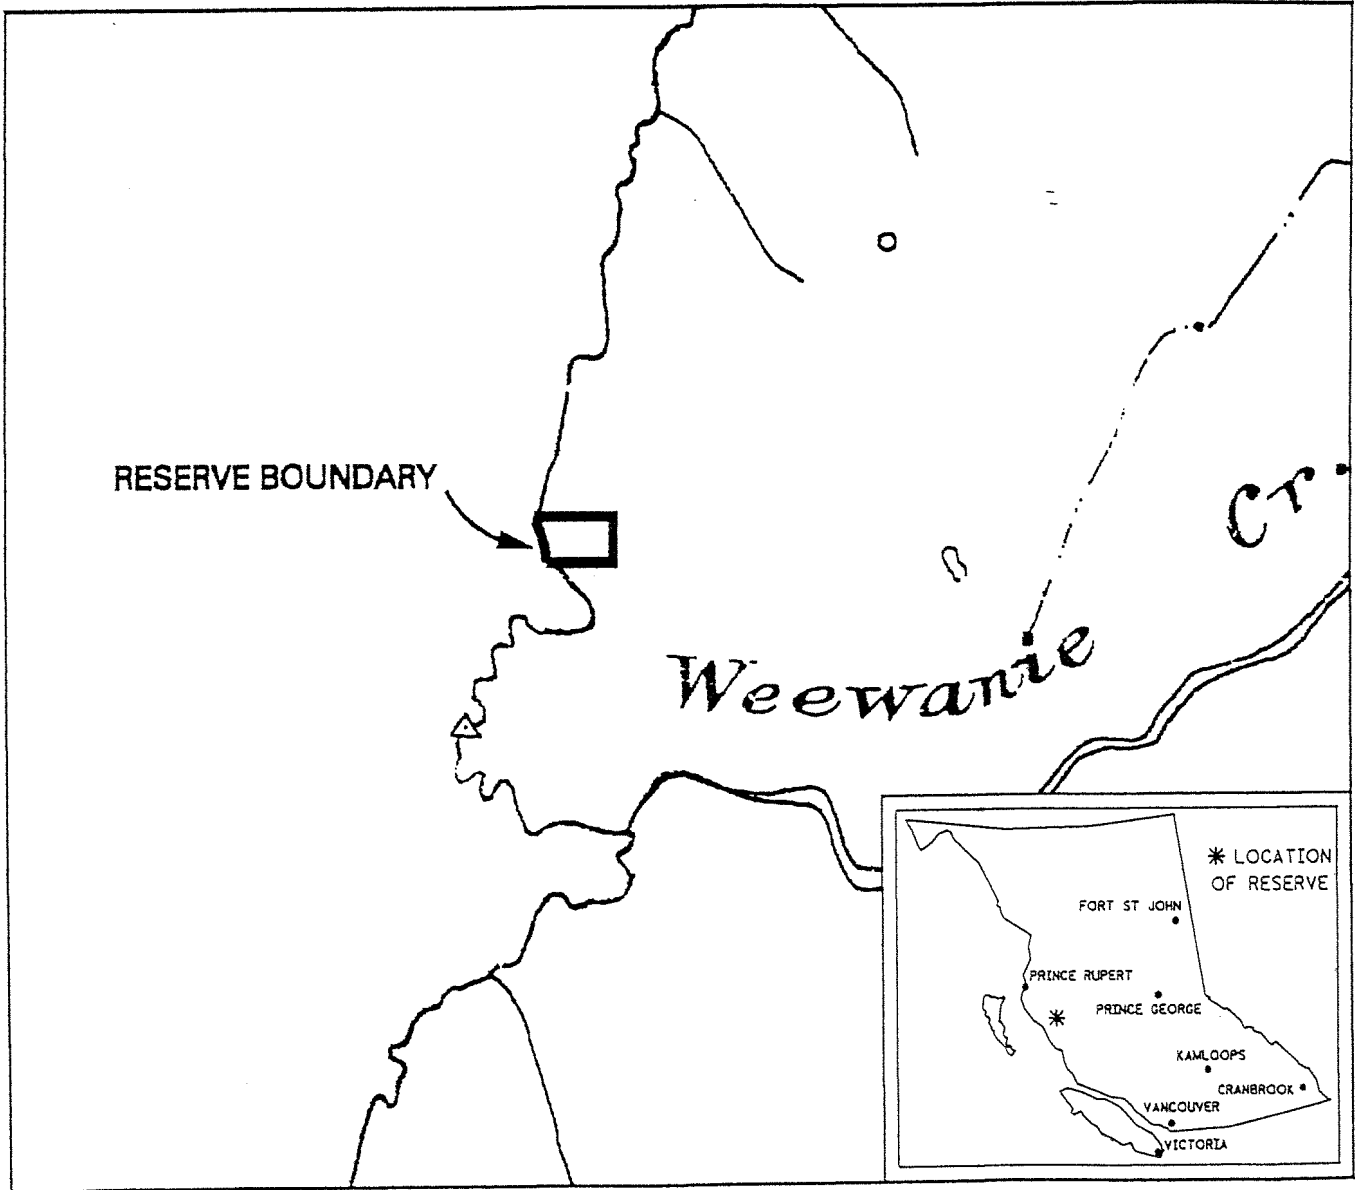 RESERVE BOUNDARY
Weewanie Cr.
* LOCATION
OF RESERVE
FORT ST JOHN
PRINCE RUPERT
PRINCE GEORGE
KAMLOOPS
CRANBROOK
VANCOUVER
VICTORIA